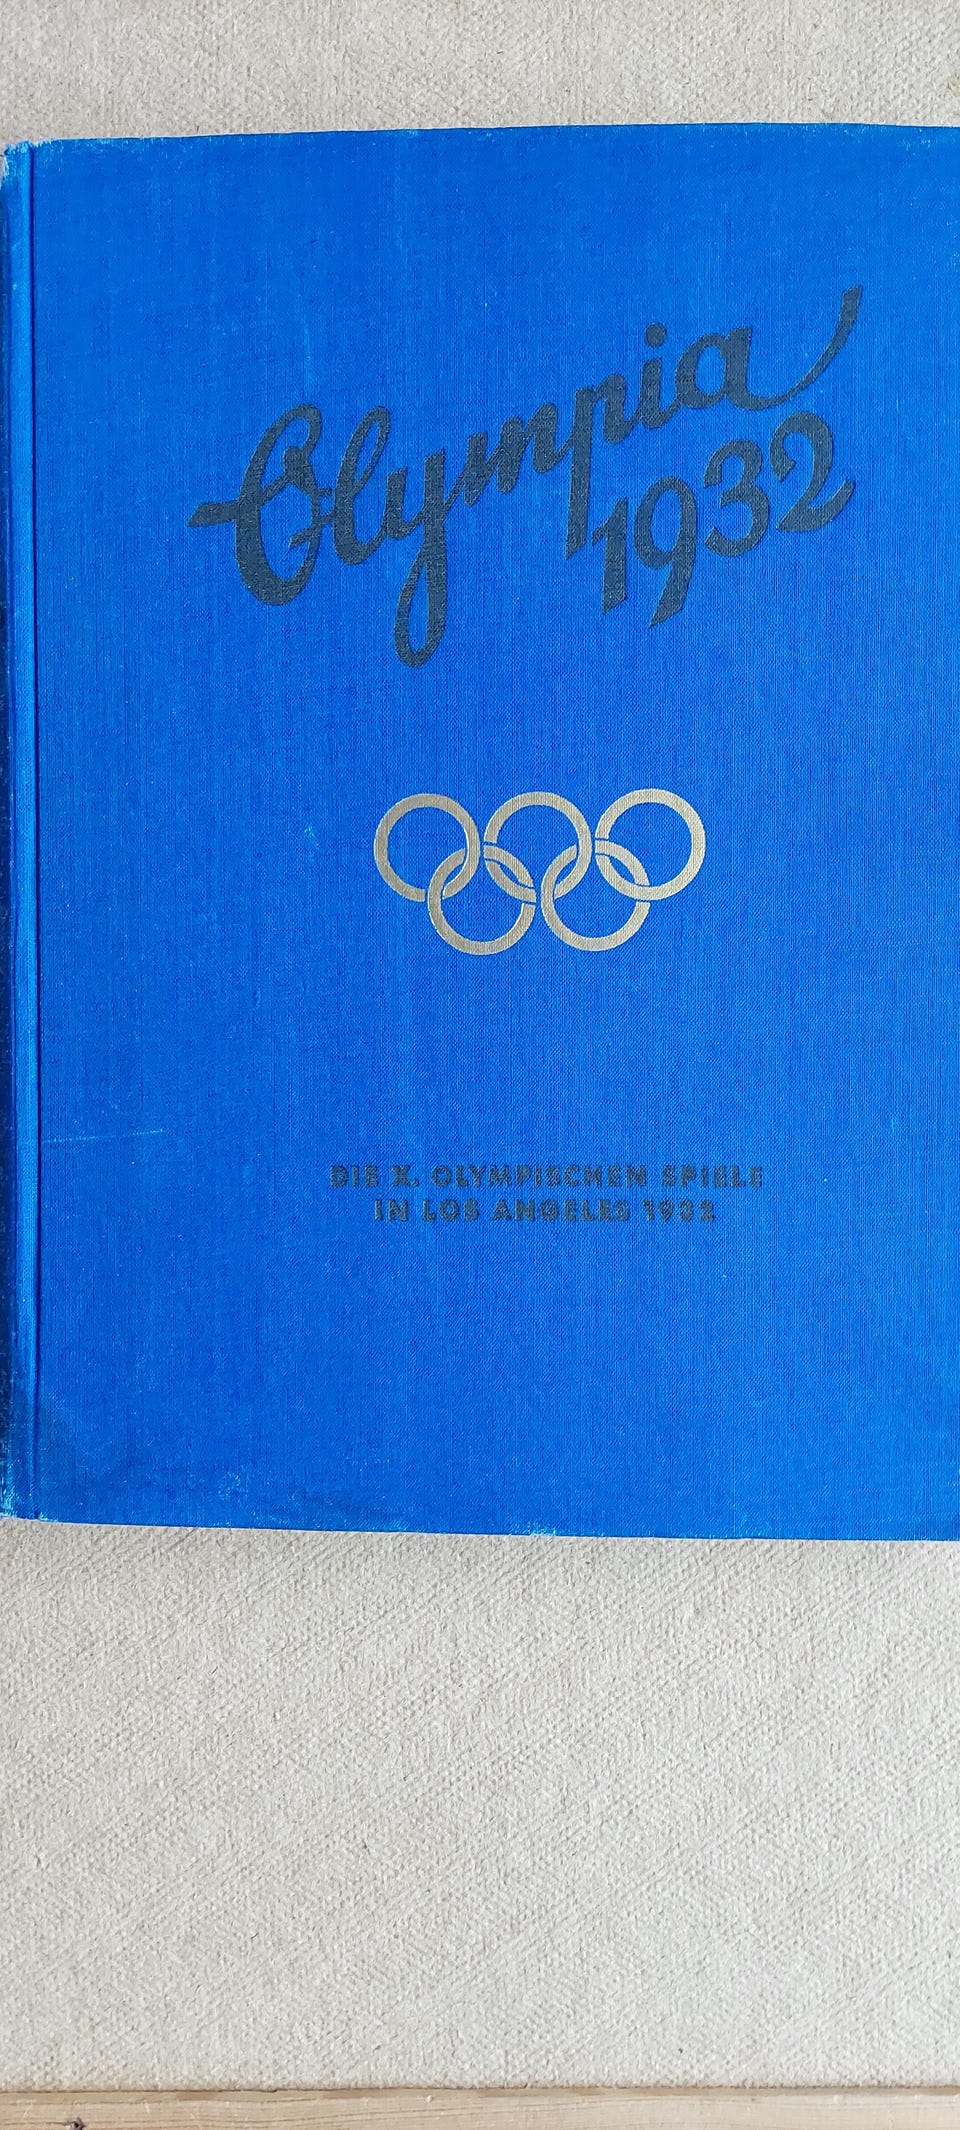 Olympia
1932
DIE X. OLYMPISCHEN SPIELE
IN LOS ANGELES 1932